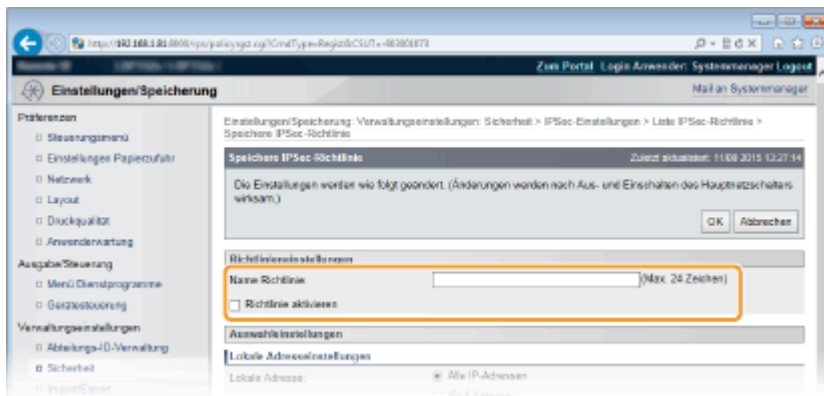 Zum Portal Login Anwender: Systemmanager Logout
Einstellungen/Speicherung
Mail an Systemmanager
Präferenzen
Steuerungsmenü
Einstellungen Papierzufuhr
Netzwerk
Layout
Druckqualität
Anwenderwartung
Ausgabe/Steuerung
Menü Dienstprogramme
Gerätesteuerung
Verwaltungseinstellungen
Abteilungs-ID-Verwaltung
Sicherheit
Import/Export
Einstellungen/Speicherung: Verwaltungseinstellungen: Sicherheit > IPSec-Einstellungen > Liste IPSec-Richtlinie >
Speichere IPSec-Richtlinie
Speichere IPSec-Richtlinie
Zuletzt aktualisiert: 11/08 2015 13:27:14
Die Einstellungen werden wie folgt geändert. (Änderungen werden nach Aus- und Einschalten des Hauptnetzschalters
wirksam.)
OK Abbrechen
Richtlinieneinstellungen
Name Richtlinie: (Max. 24 Zeichen)
Richtlinie aktivieren
Auswahleinstellungen
Lokale Adresseinstellungen
Lokale Adresse: Alle IP-Adressen